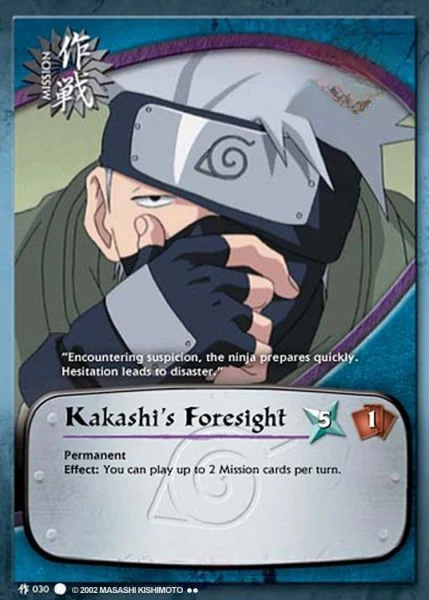 MISSION
作戦
"Encountering suspicion, the ninja prepares quickly.
Hesitation leads to disaster."
Kakashi's Foresight 5 1
Permanent
Effect: You can play up to 2 Mission cards per turn.
作 030 © 2002 MASASHI KISHIMOTO